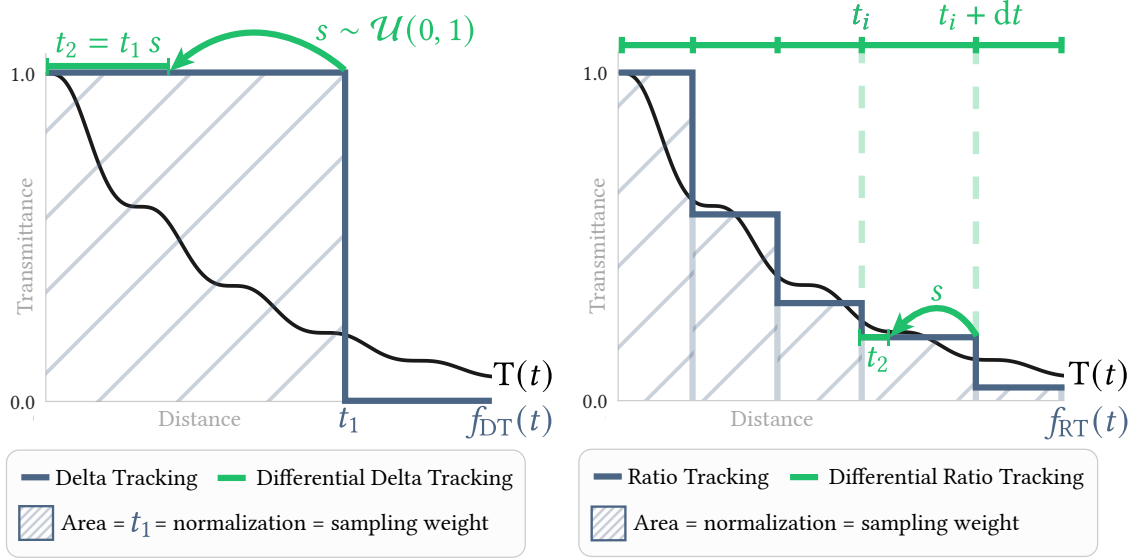 t₂ = t₁ s
s ~ 𝒰(0, 1)
1.0
Transmittance
0.0
Distance
t₁
T(t)
f_DT(t)
Delta Tracking
Differential Delta Tracking
Area = t₁ = normalization = sampling weight
tᵢ
tᵢ + dt
1.0
Transmittance
s
t₂
0.0
Distance
T(t)
f_RT(t)
Ratio Tracking
Differential Ratio Tracking
Area = normalization = sampling weight